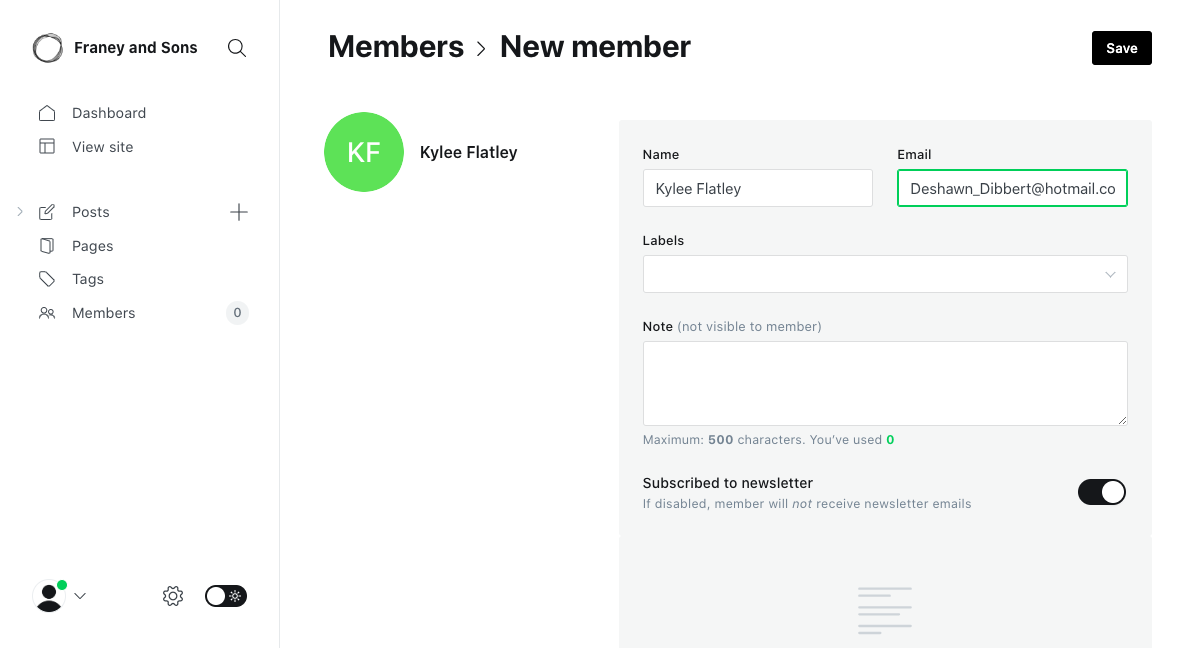 Franey and Sons
Members
New member
Save
Dashboard
View site
KF
Kylee Flatley
Name
Email
Kylee Flatley
Deshawn_Dibbert@hotmail.co
Posts
Pages
Tags
Members
0
Labels
Note (not visible to member)
Maximum: 500 characters. You've used 0
Subscribed to newsletter
If disabled, member will not receive newsletter emails